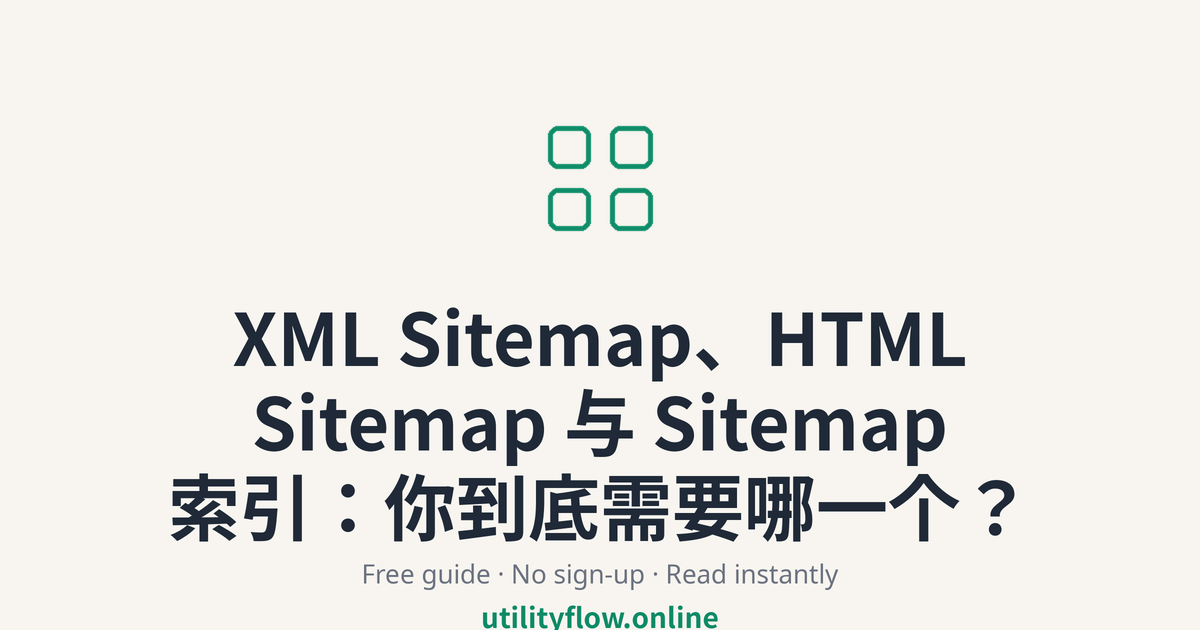 XML Sitemap、HTML
Sitemap 与 Sitemap
索引：你到底需要哪一个？
Free guide · No sign-up · Read instantly
utilityflow.online